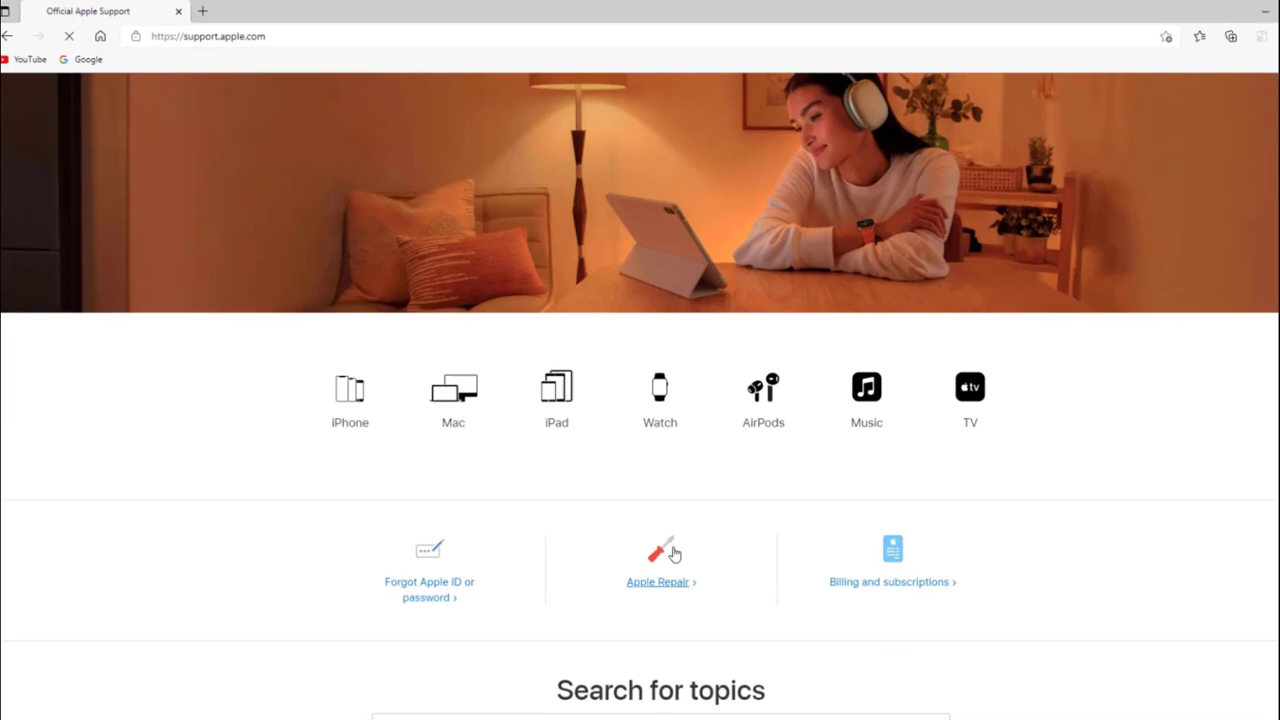 Official Apple Support
https://support.apple.com
YouTube
Google
iPhone
Mac
iPad
Watch
AirPods
Music
TV
tv
Forgot Apple ID or
password ›
Apple Repair ›
Billing and subscriptions ›
Search for topics